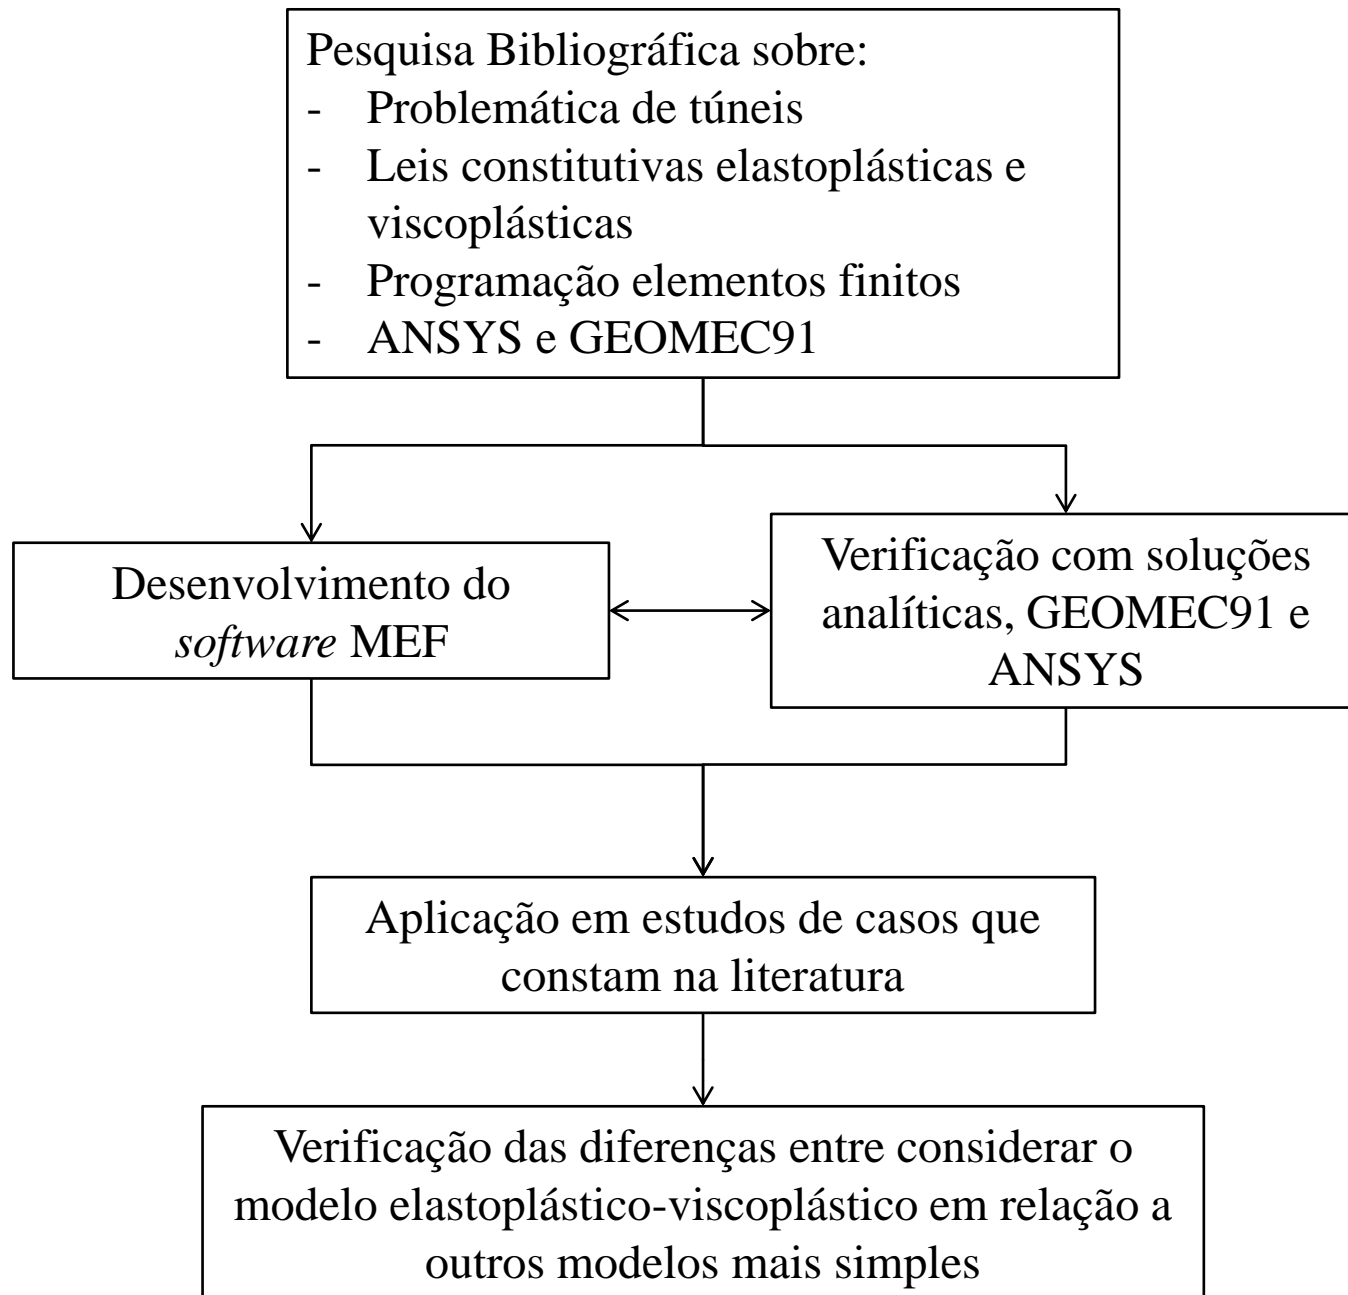 Pesquisa Bibliográfica sobre:
- Problemática de túneis
- Leis constitutivas elastoplásticas e
viscoplásticas
- Programação elementos finitos
- ANSYS e GEOMEC91
Desenvolvimento do
software MEF
Verificação com soluções
analíticas, GEOMEC91 e
ANSYS
Aplicação em estudos de casos que
constam na literatura
Verificação das diferenças entre considerar o
modelo elastoplástico-viscoplástico em relação a
outros modelos mais simples